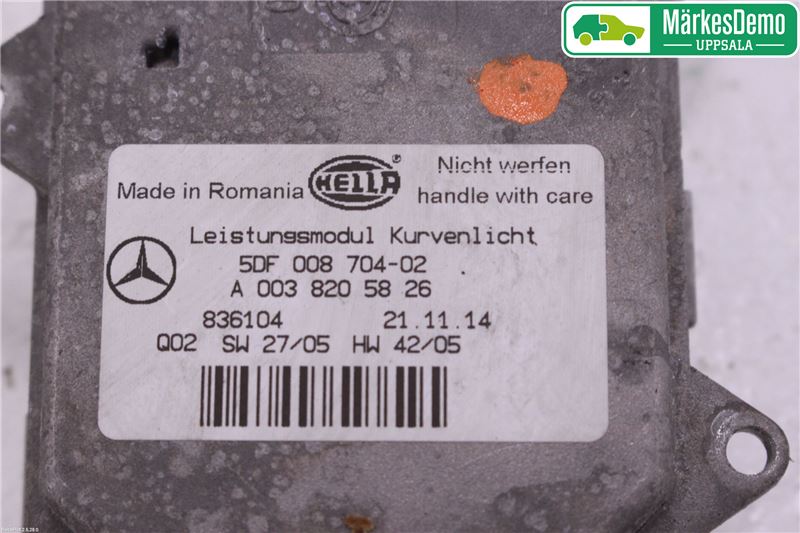 MärkesDemo
UPPSALA
Made in Romania
HELLA
®
Nicht werfen
handle with care
Leistungsmodul Kurvenlicht
5DF 008 704-02
A 003 820 58 26
836104 21.11.14
Q02 SW 27/05 HW 42/05